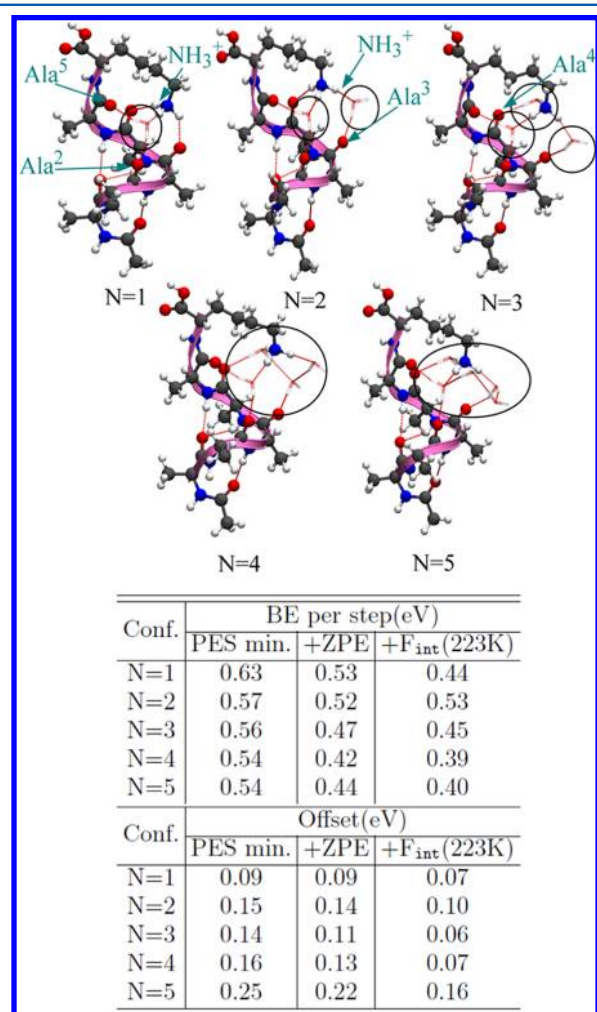 Ala⁵ NH₃⁺ NH₃⁺ Ala³ Ala⁴
Ala²
N=1 N=2 N=3
N=4 N=5
Conf. BE per step(eV)
PES min. +ZPE +F_int(223K)
N=1 0.63 0.53 0.44
N=2 0.57 0.52 0.53
N=3 0.56 0.47 0.45
N=4 0.54 0.42 0.39
N=5 0.54 0.44 0.40
Conf. Offset(eV)
PES min. +ZPE +F_int(223K)
N=1 0.09 0.09 0.07
N=2 0.15 0.14 0.10
N=3 0.14 0.11 0.06
N=4 0.16 0.13 0.07
N=5 0.25 0.22 0.16